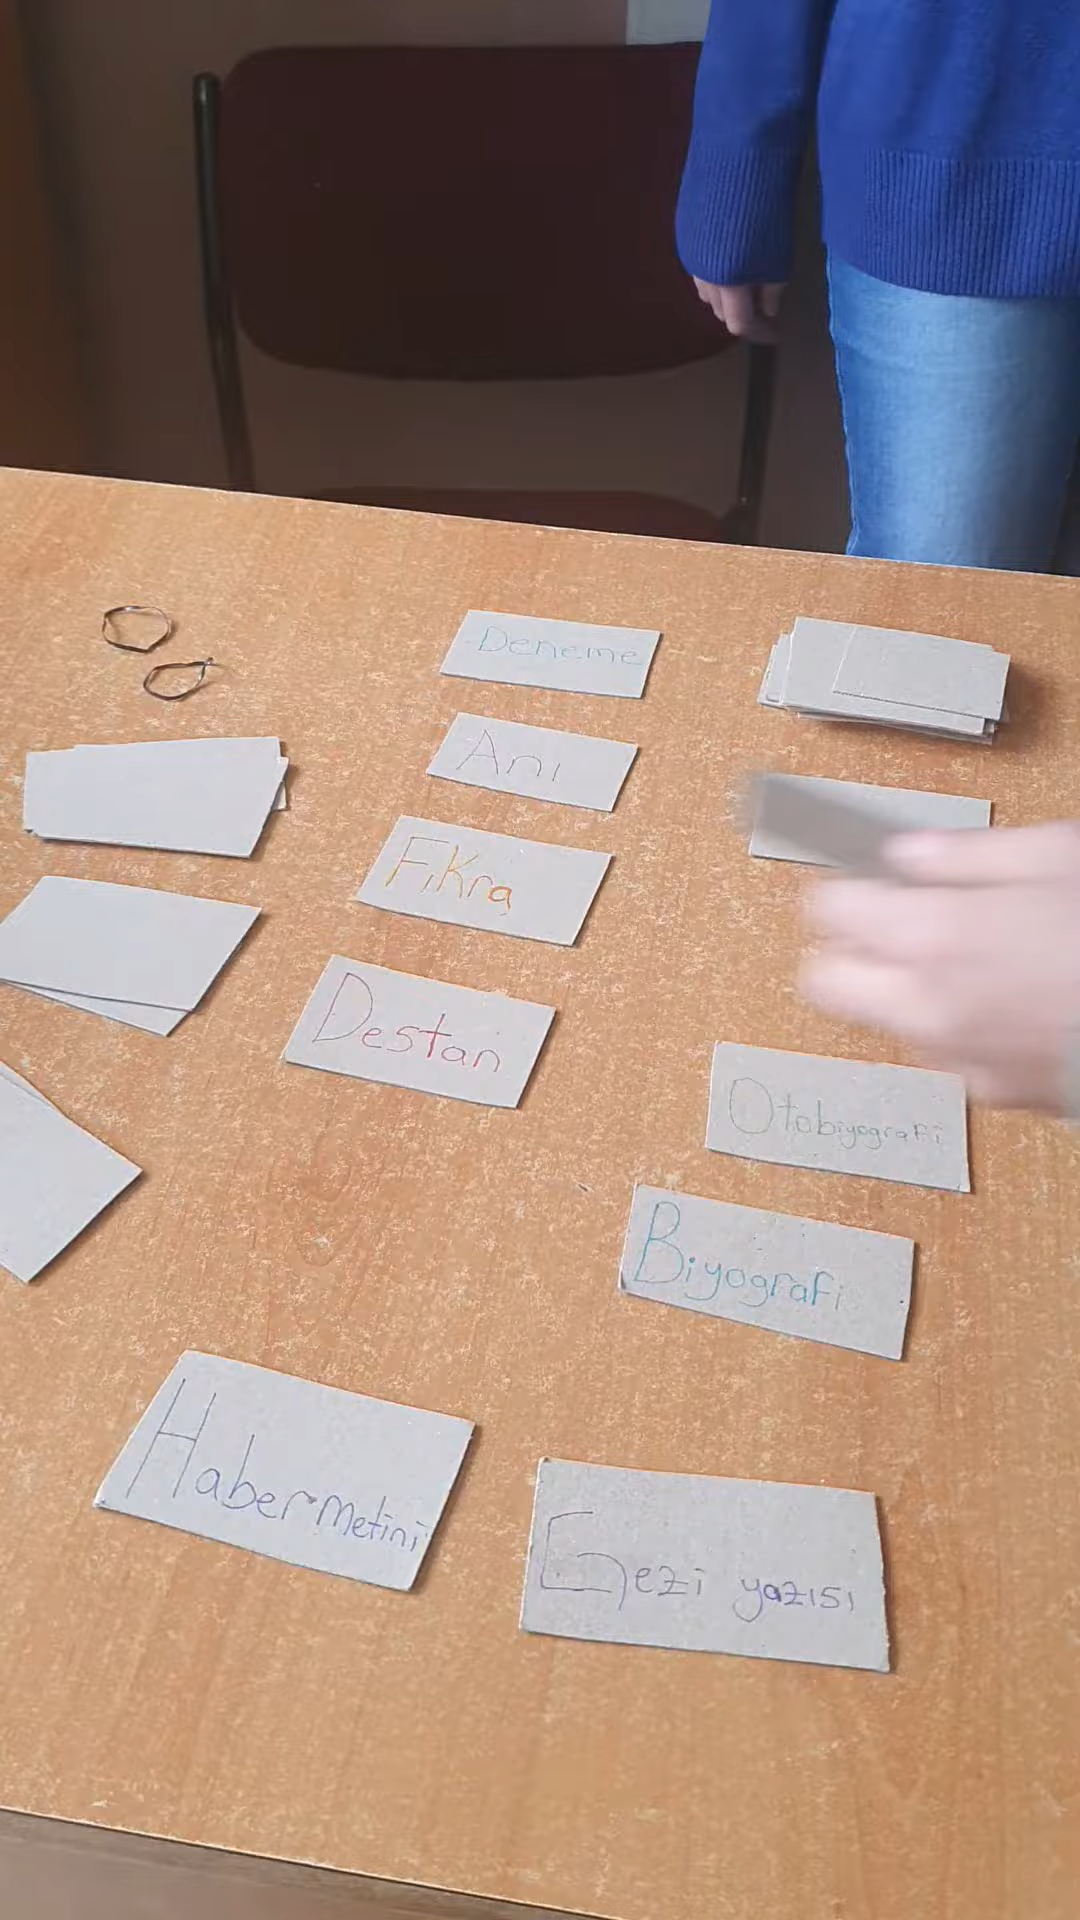 Deneme
Anı
Fıkra
Destan
Otobiyografi
Biyografi
Haber metini
Gezi yazısı